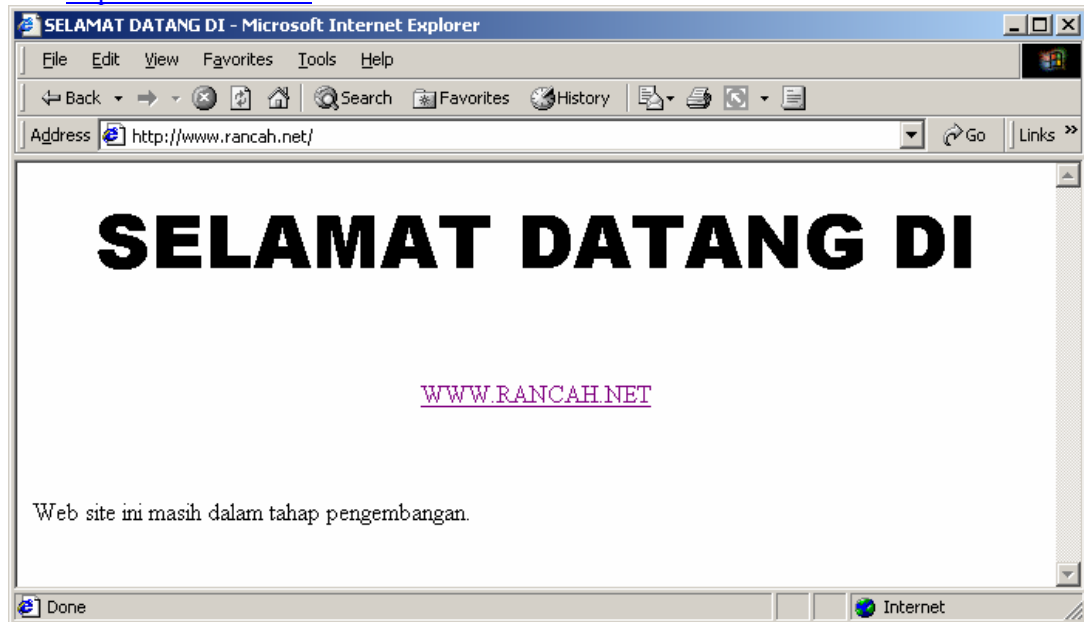 SELAMAT DATANG DI - Microsoft Internet Explorer
File Edit View Favorites Tools Help
Back Search Favorites History
Address http://www.rancah.net/ Go Links »
SELAMAT DATANG DI
WWW.RANCAH.NET
Web site ini masih dalam tahap pengembangan.
Done Internet